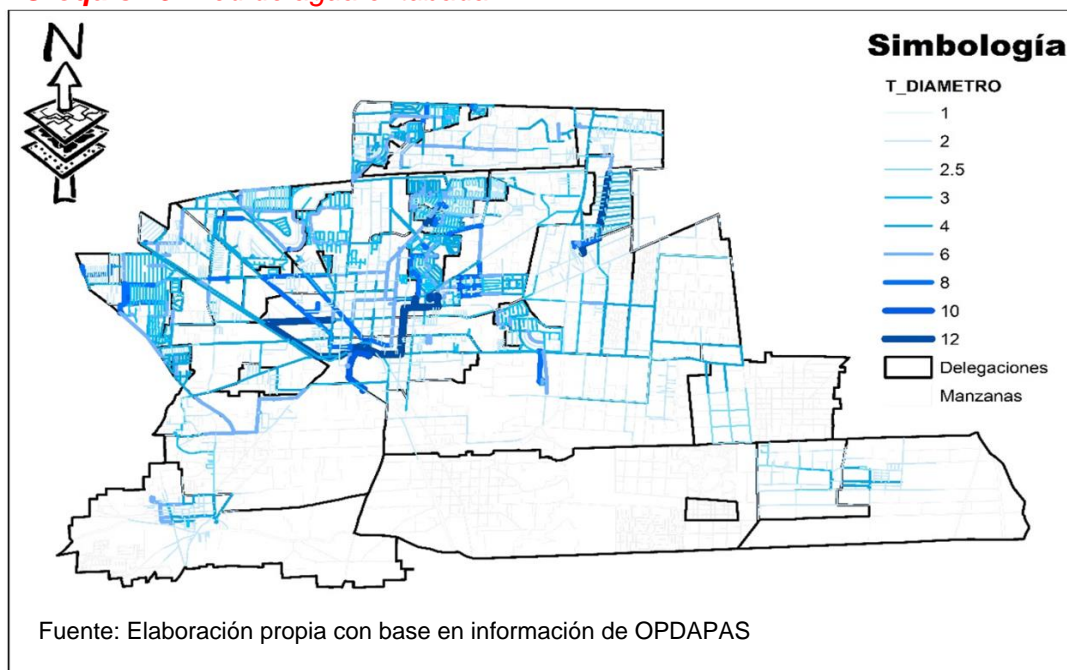 N
Simbología
T_DIAMETRO
1
2
2.5
3
4
6
8
10
12
Delegaciones
Manzanas
Fuente: Elaboración propia con base en información de OPDAPAS